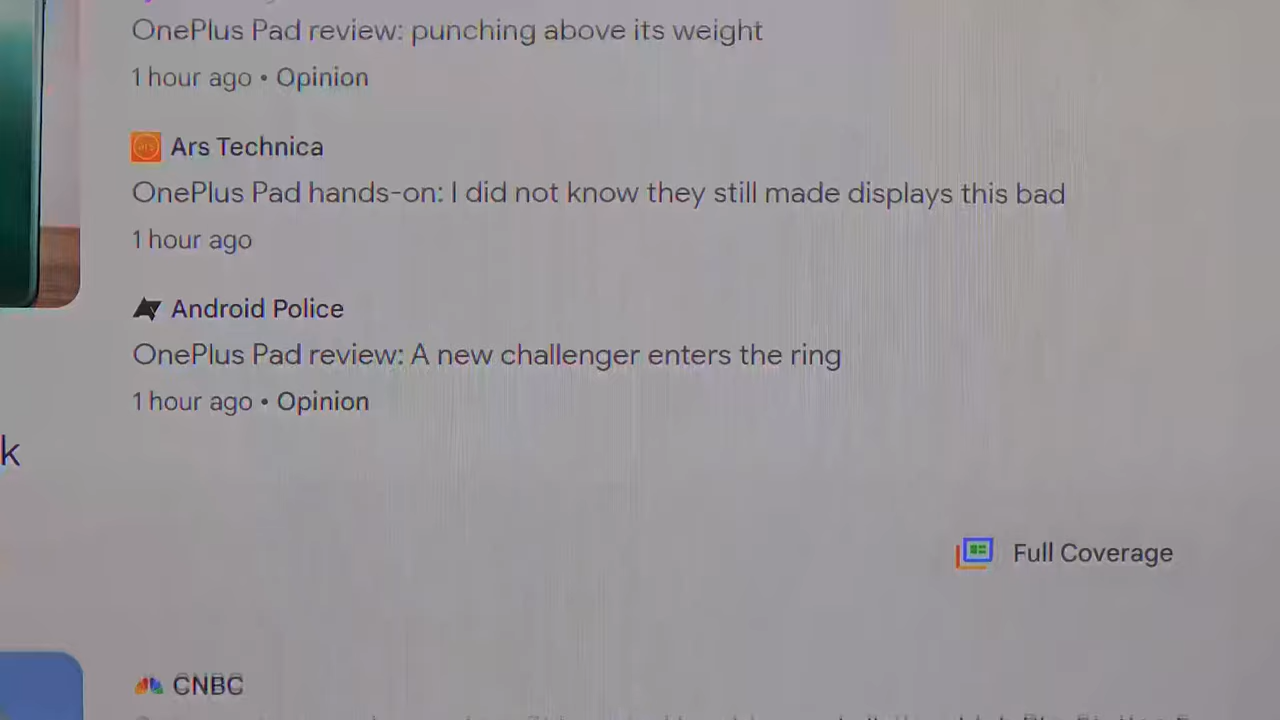 OnePlus Pad review: punching above its weight
1 hour ago • Opinion
Ars Technica
OnePlus Pad hands-on: I did not know they still made displays this bad
1 hour ago
Android Police
OnePlus Pad review: A new challenger enters the ring
1 hour ago • Opinion
k
Full Coverage
CNBC